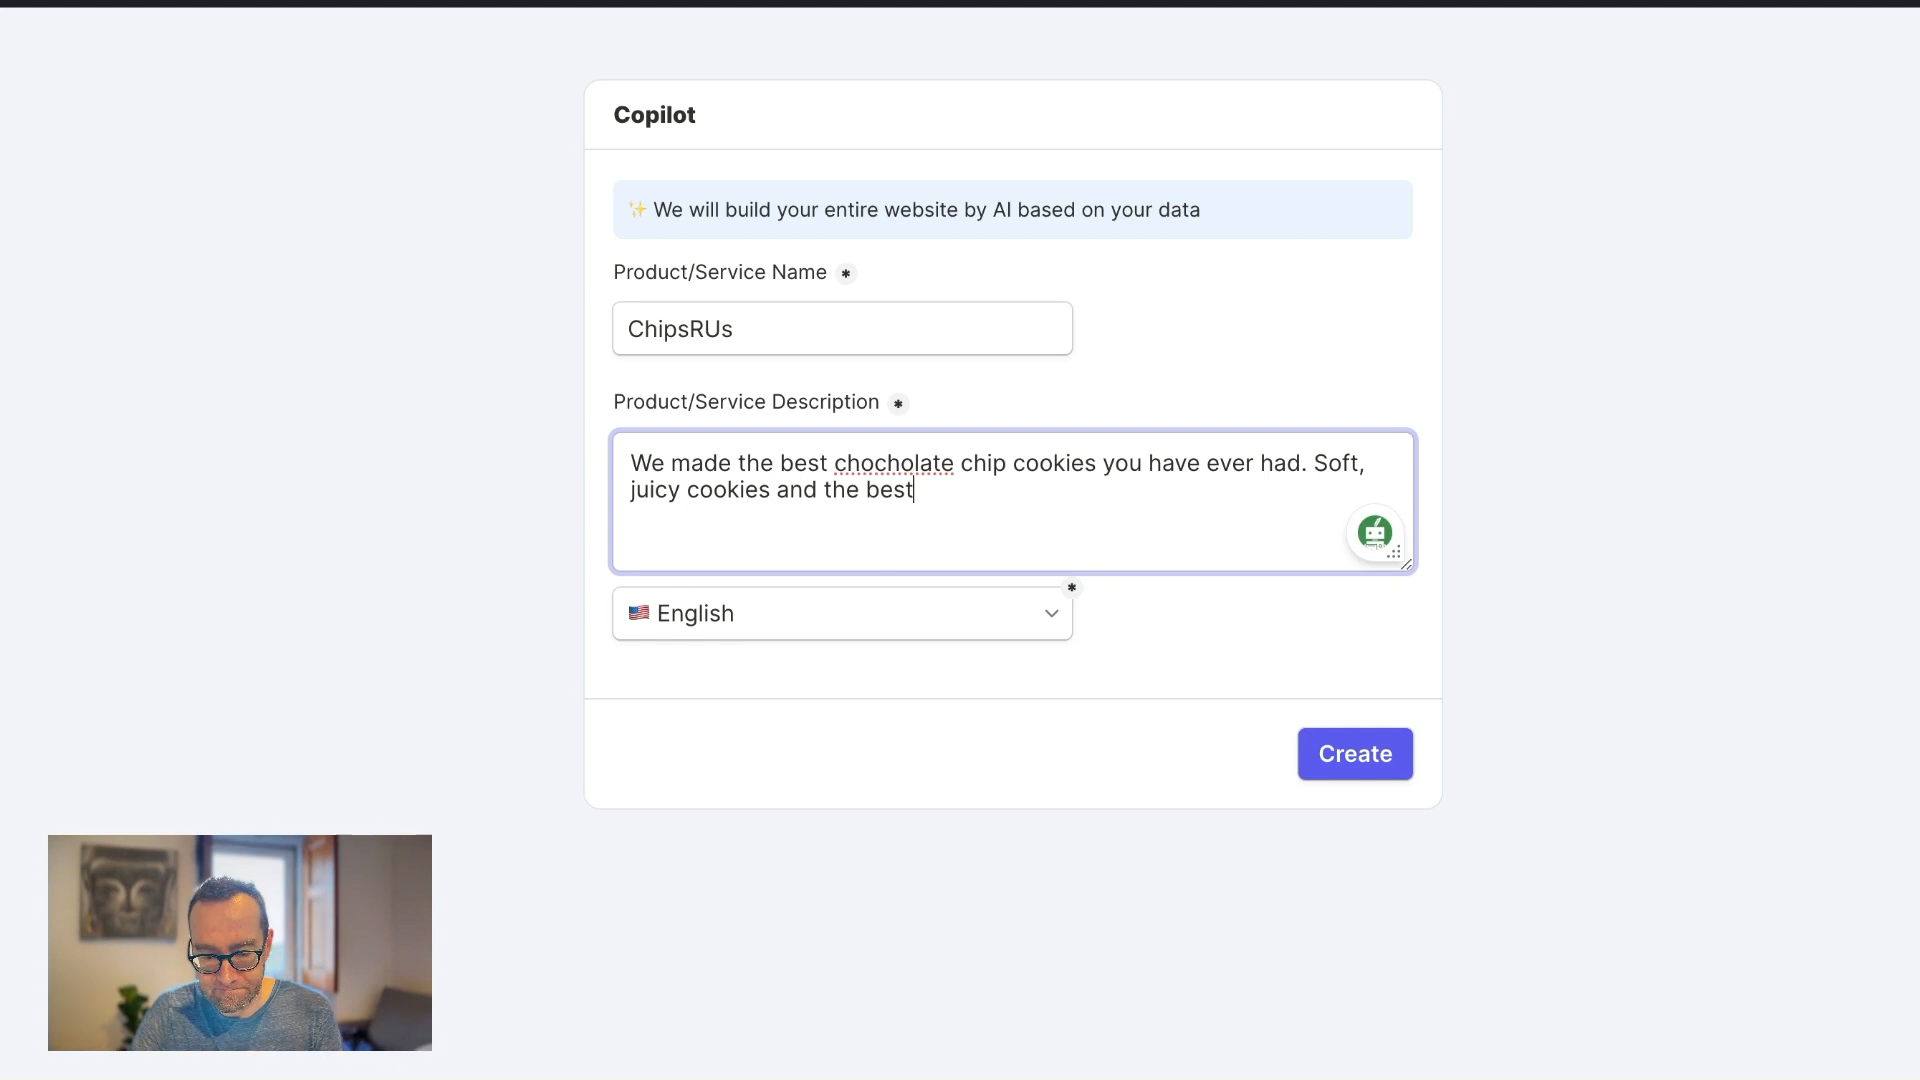 Copilot
✨ We will build your entire website by AI based on your data
Product/Service Name *
ChipsRUs
Product/Service Description *
We made the best chocholate chip cookies you have ever had. Soft,
juicy cookies and the best
*
🇺🇸 English
Create